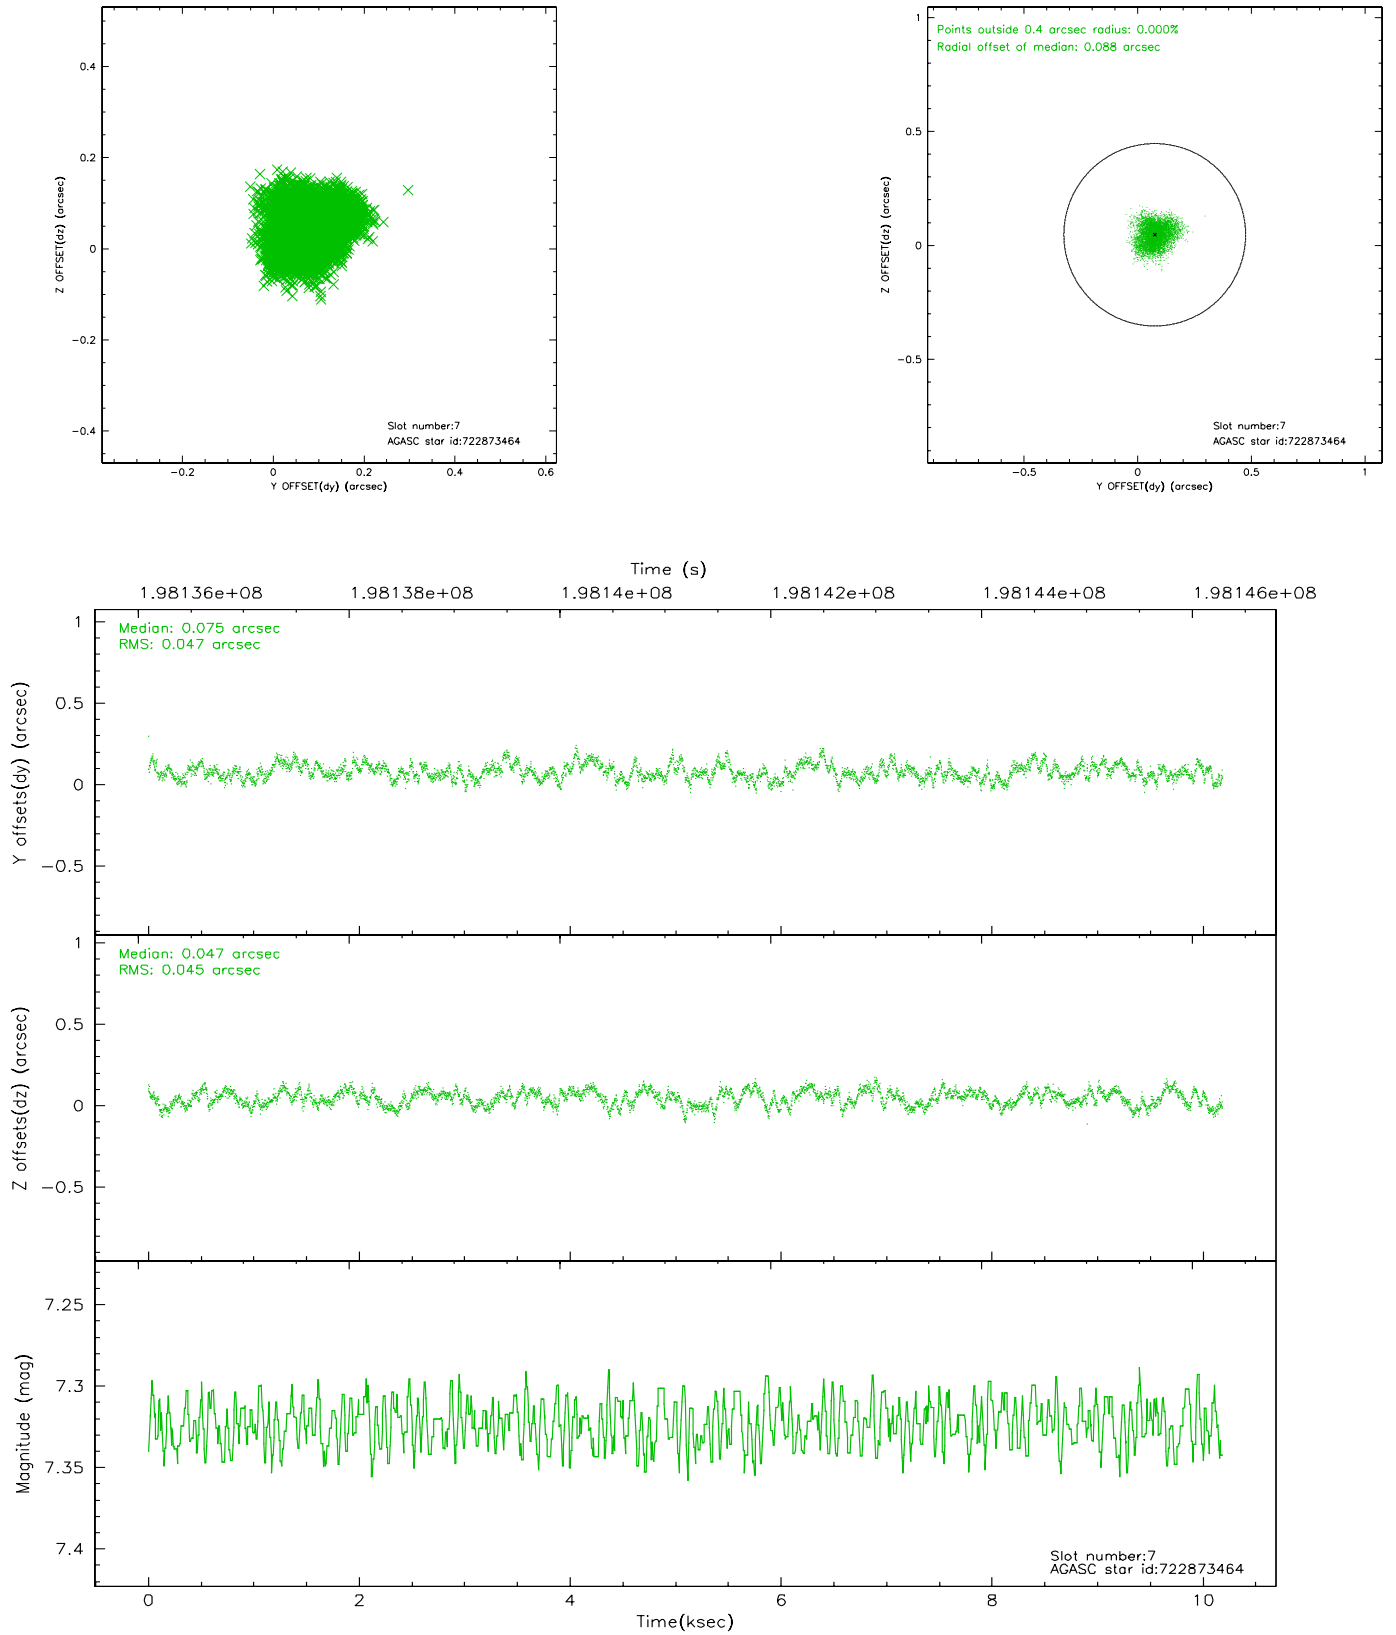 0.4
0.2
0
−0.2
−0.4
Z OFFSET(dz) (arcsec)
−0.2 0 0.2 0.4 0.6
Y OFFSET(dy) (arcsec)
Slot number:7
AGASC star id:722873464
Points outside 0.4 arcsec radius: 0.000%
Radial offset of median: 0.088 arcsec
1
0.5
0
−0.5
Z OFFSET(dz) (arcsec)
−0.5 0 0.5 1
Y OFFSET(dy) (arcsec)
Slot number:7
AGASC star id:722873464
Time (s)
1.98136e+08 1.98138e+08 1.9814e+08 1.98142e+08 1.98144e+08 1.98146e+08
Median: 0.075 arcsec
RMS: 0.047 arcsec
1
0.5
0
−0.5
Y offsets(dy) (arcsec)
Median: 0.047 arcsec
RMS: 0.045 arcsec
1
0.5
0
−0.5
Z offsets(dz) (arcsec)
7.25
7.3
7.35
7.4
Magnitude (mag)
Slot number:7
AGASC star id:722873464
0 2 4 6 8 10
Time(ksec)